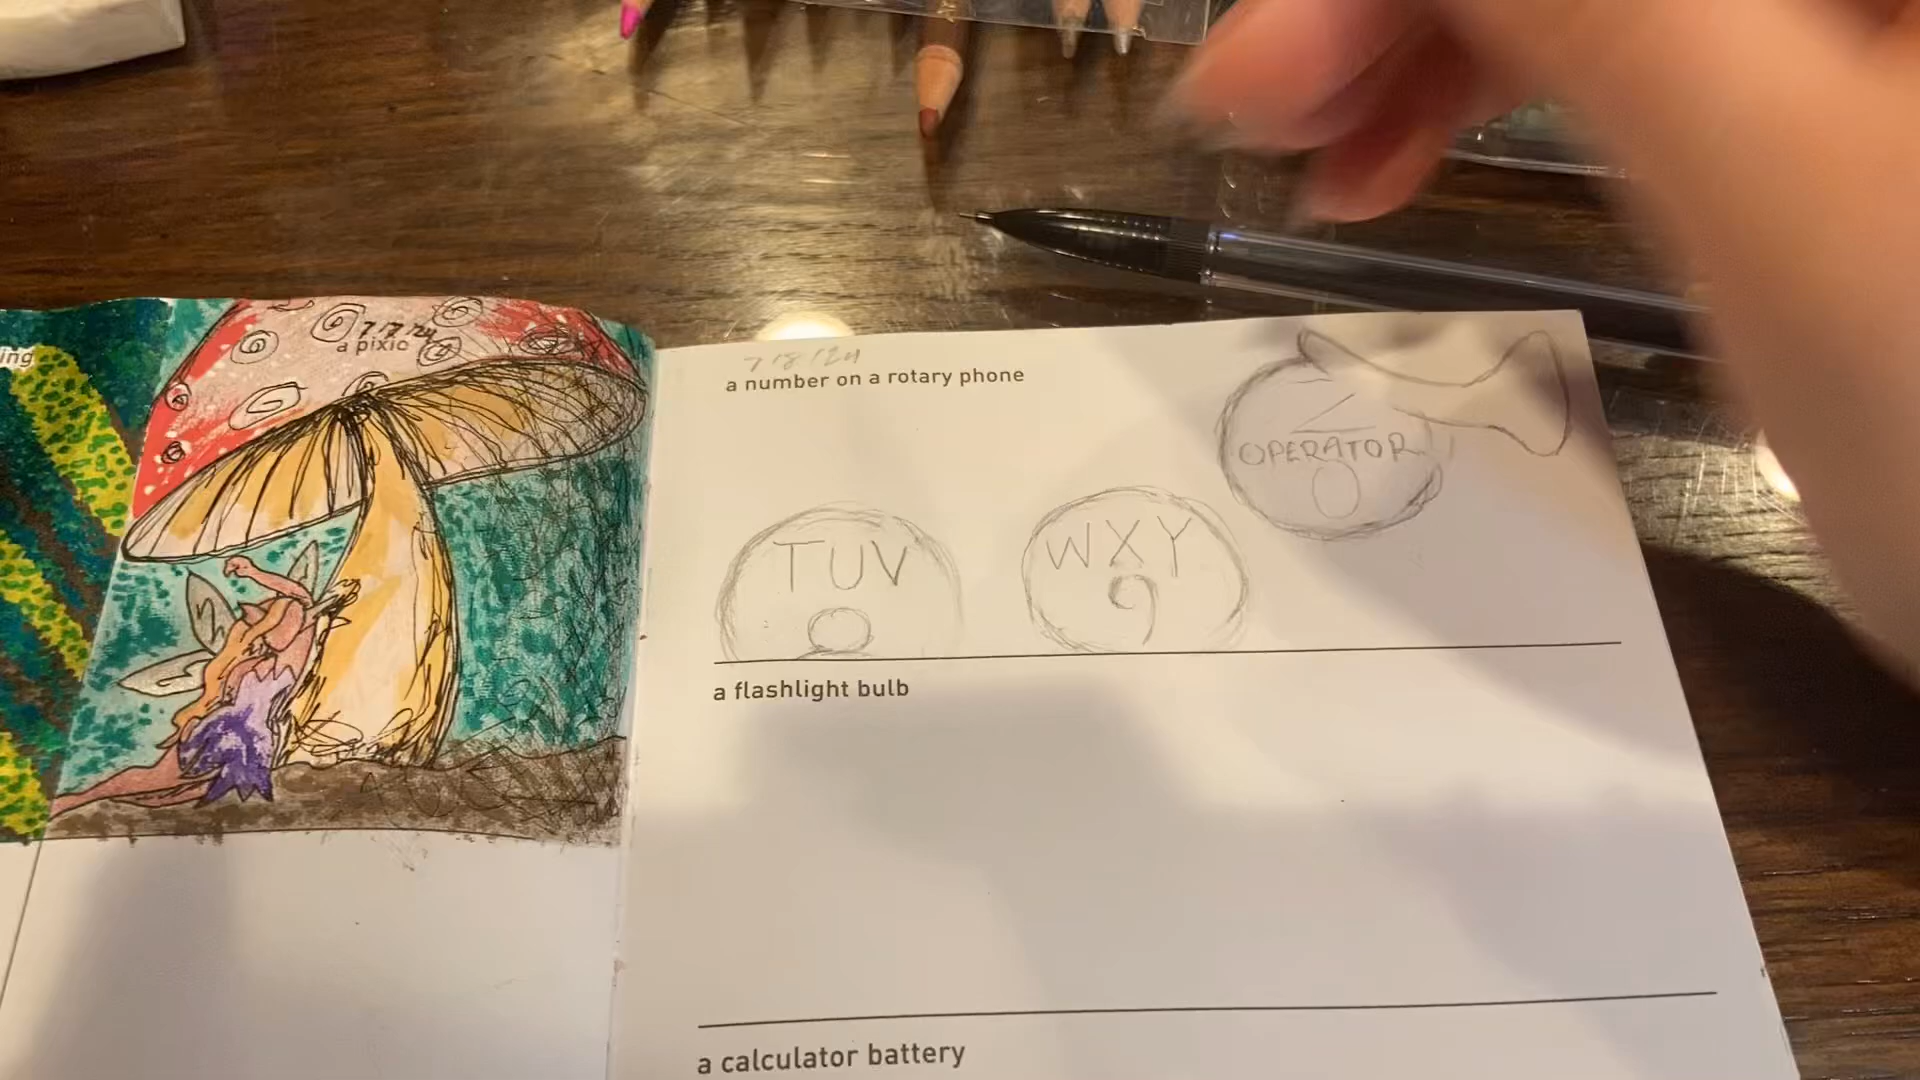 ing
7/7/24
a pixie
7/8/24
a number on a rotary phone
Z
OPERATOR
0
TUV
8
WXY
9
a flashlight bulb
a calculator battery